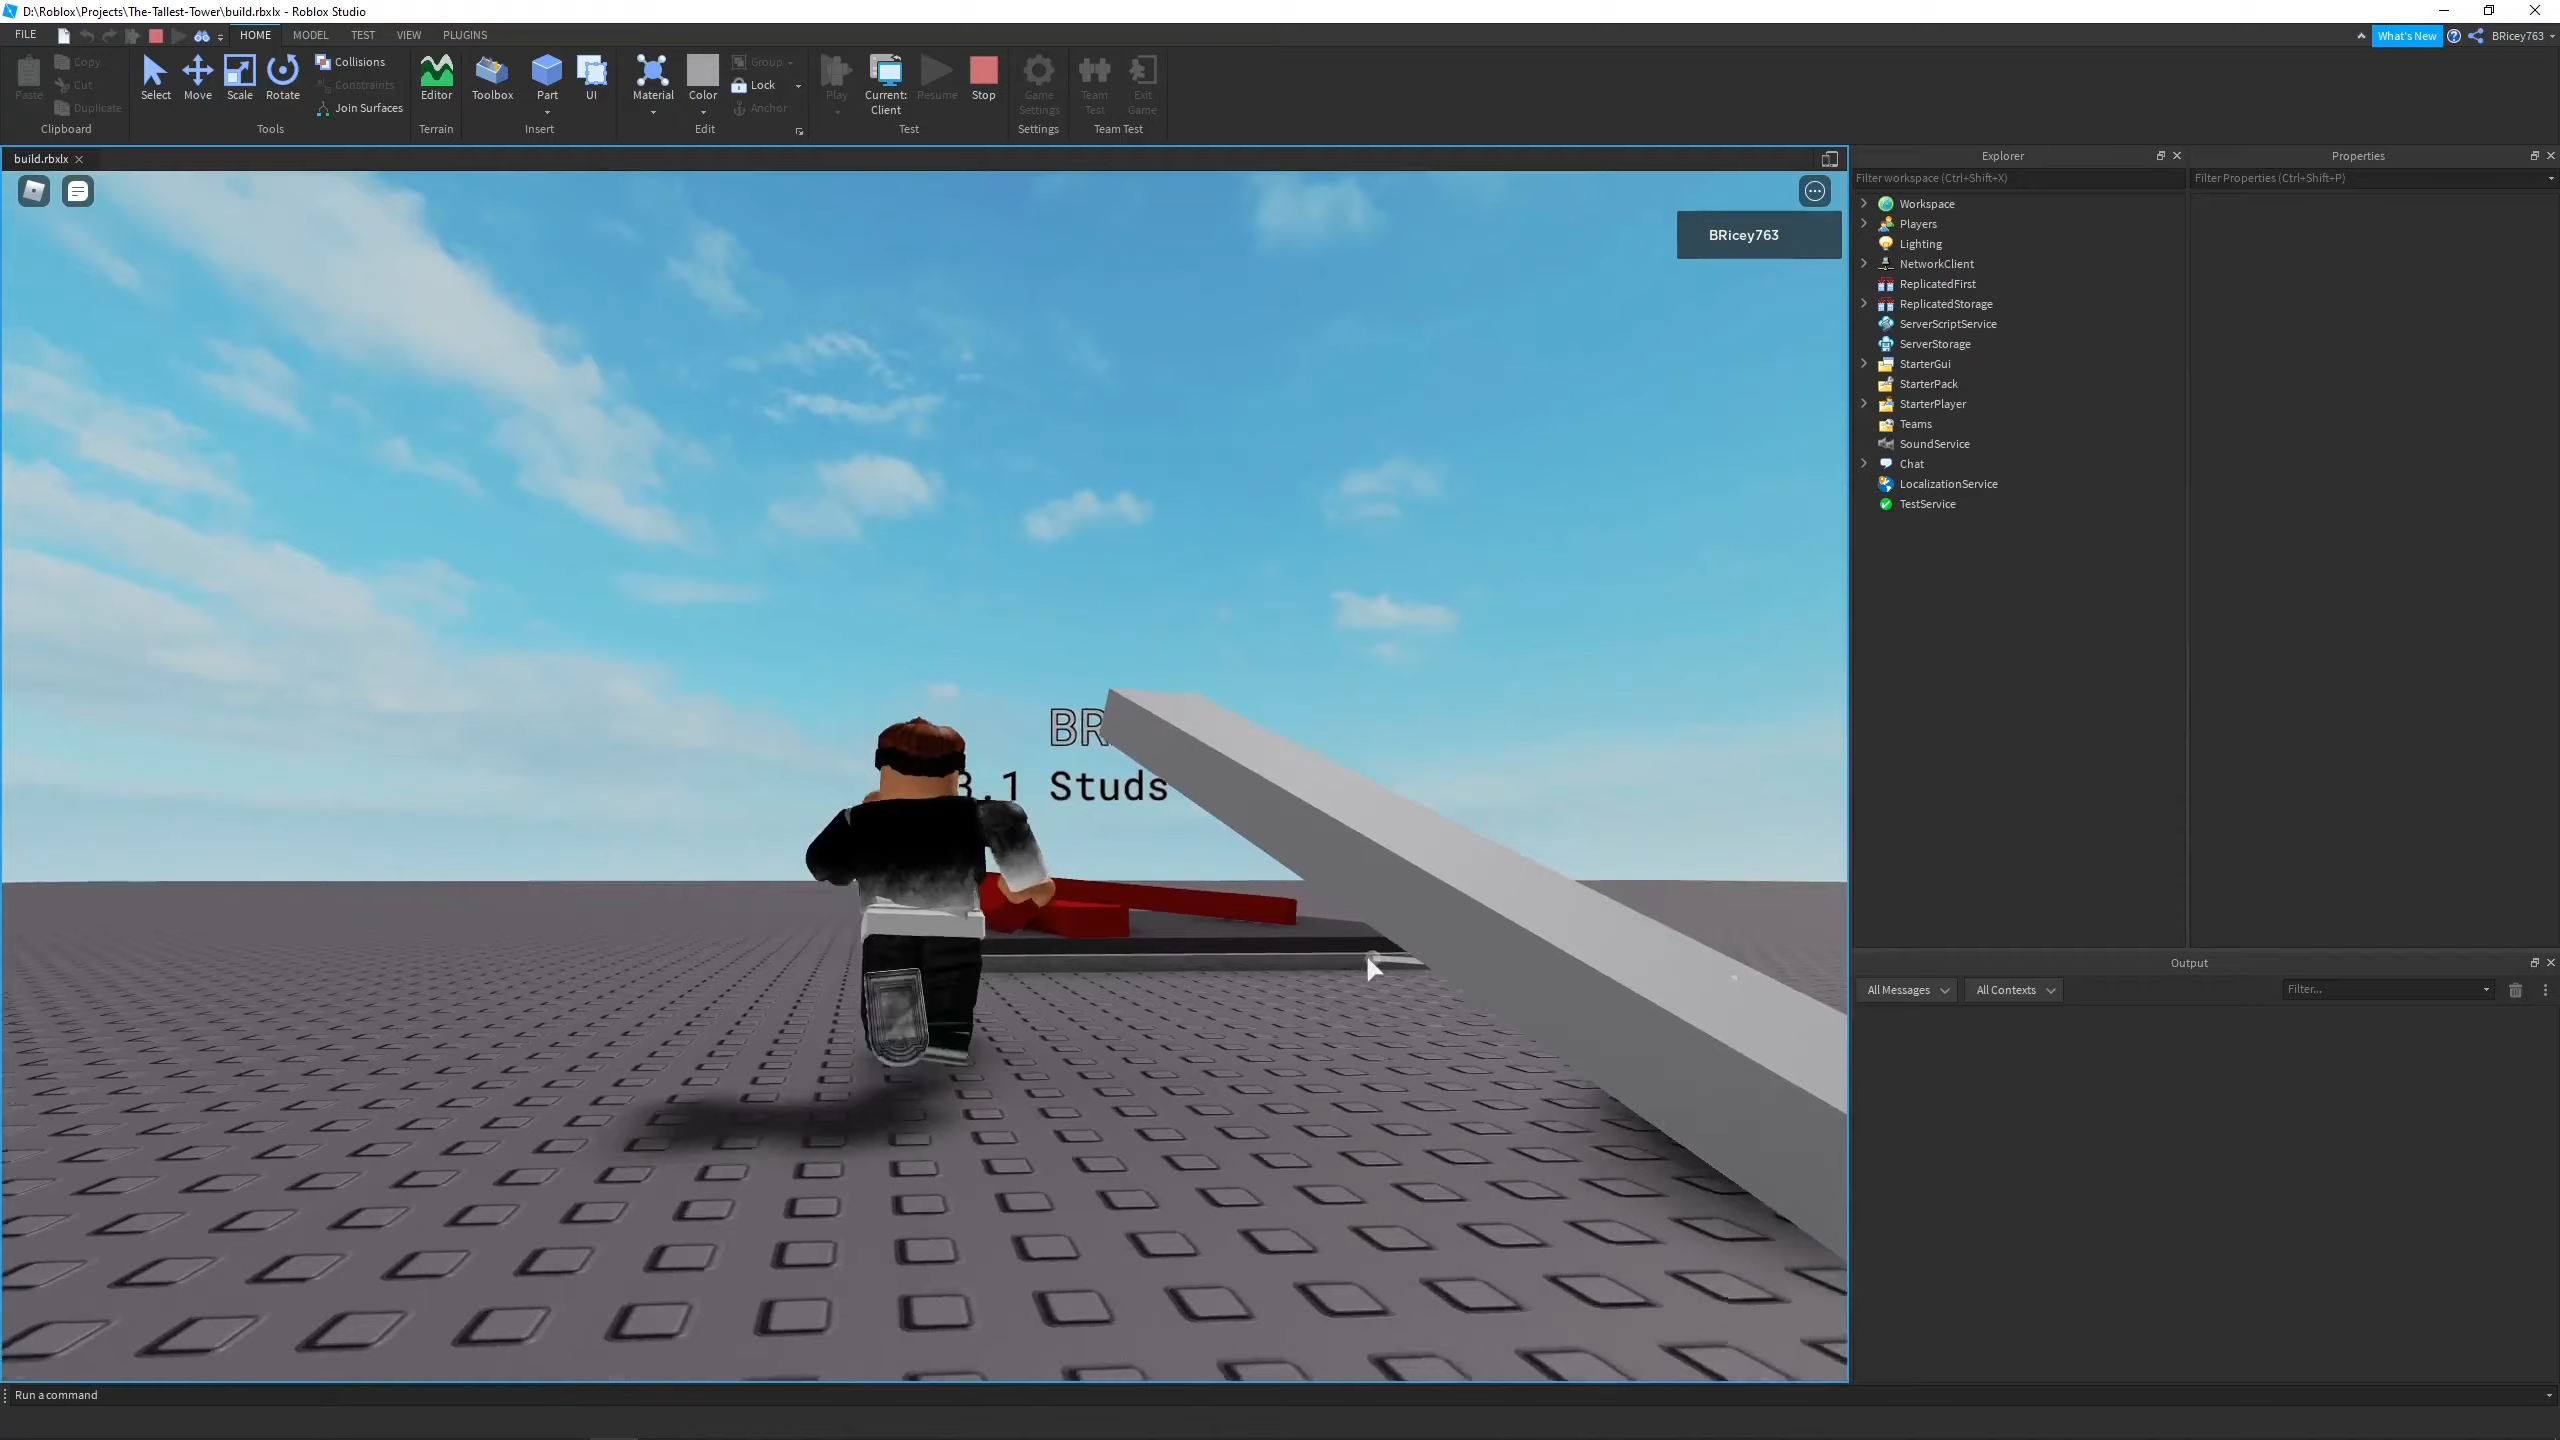 D:\Roblox\Projects\The-Tallest-Tower\build.rbxlx - Roblox Studio
FILE
HOME
MODEL
TEST
VIEW
PLUGINS
What's New
BRicey763
Paste
Copy
Cut
Duplicate
Clipboard
Select
Move
Scale
Rotate
Collisions
Constraints
Join Surfaces
Tools
Editor
Terrain
Toolbox
Part
UI
Insert
Material
Color
Group
Lock
Anchor
Edit
Play
Current:
Client
Resume
Stop
Test
Game
Settings
Settings
Team
Test
Exit
Game
Team Test
build.rbxlx
BRicey763
BR
3.1 Studs
Explorer
Filter workspace (Ctrl+Shift+X)
Workspace
Players
Lighting
NetworkClient
ReplicatedFirst
ReplicatedStorage
ServerScriptService
ServerStorage
StarterGui
StarterPack
StarterPlayer
Teams
SoundService
Chat
LocalizationService
TestService
Properties
Filter Properties (Ctrl+Shift+P)
Output
All Messages
All Contexts
Filter...
Run a command